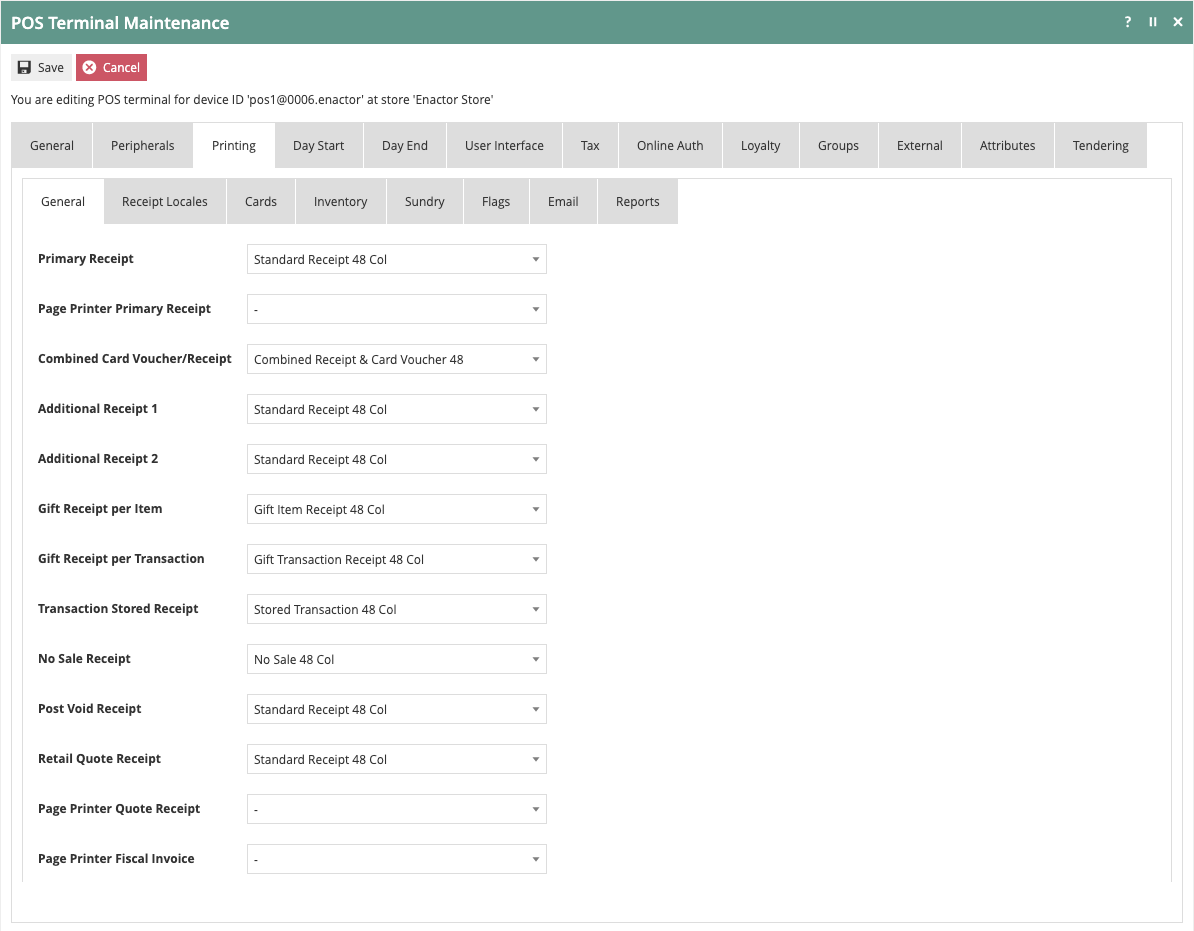 POS Terminal Maintenance ?
Save Cancel
You are editing POS terminal for device ID 'pos1@0006.enactor' at store 'Enactor Store'
General Peripherals Printing Day Start Day End User Interface Tax Online Auth Loyalty Groups External Attributes Tendering
General Receipt Locales Cards Inventory Sundry Flags Email Reports
Primary Receipt Standard Receipt 48 Col
Page Printer Primary Receipt -
Combined Card Voucher/Receipt Combined Receipt & Card Voucher 48
Additional Receipt 1 Standard Receipt 48 Col
Additional Receipt 2 Standard Receipt 48 Col
Gift Receipt per Item Gift Item Receipt 48 Col
Gift Receipt per Transaction Gift Transaction Receipt 48 Col
Transaction Stored Receipt Stored Transaction 48 Col
No Sale Receipt No Sale 48 Col
Post Void Receipt Standard Receipt 48 Col
Retail Quote Receipt Standard Receipt 48 Col
Page Printer Quote Receipt -
Page Printer Fiscal Invoice -